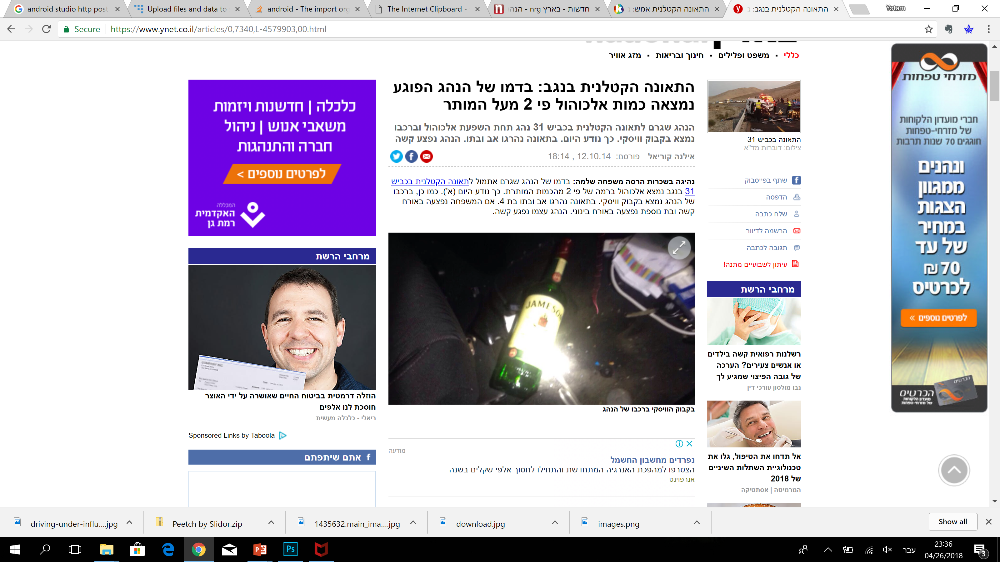 android studio http post
Upload files and data to
android - The import org
The Internet Clipboard -
חדשות - בארץ nrg - הנהג
התאונה הקטלנית אמש: ב
התאונה הקטלנית בנגב: ב
Yotam
Secure
https://www.ynet.co.il/articles/0,7340,L-4579903,00.html
כללי ▪ משפט ופלילים ▪ חינוך ובריאות ▪ מזג אוויר
התאונה הקטלנית בנגב: בדמו של הנהג הפוגע
נמצאה כמות אלכוהול פי 2 מעל המותר
הנהג שגרם לתאונה הקטלנית בכביש 31 נהג תחת השפעת אלכוהול וברכבו
נמצא בקבוק וויסקי. כך נודע היום. בתאונה נהרגו אב ובתו. הנהג נפצע קשה
אילנה קוריאל פורסם: 12.10.14 , 18:14
נהיגה בשכרות הרסה משפחה שלמה: בדמו של הנהג שגרם אתמול לתאונה הקטלנית בכביש
31 בנגב נמצא אלכוהול ברמה של פי 2 מהכמות המותרת. כך נודע היום (א'). כמו כן, ברכבו
של הנהג נמצא בקבוק וויסקי. בתאונה נהרגו אב ובתו בת 4. אם המשפחה נפצעה באורח
קשה ובת נוספת נפצעה באורח בינוני. הנהג עצמו נפגע קשה.
JAMESON
בקבוק הוויסקי ברכבו של הנהג
מודעה
נפרדים מחשבון החשמל
הצטרפו למהפכת האנרגיה המתחדשת והתחילו לחסוך אלפי שקלים בשנה
אנרפוינט
התאונה בכביש 31
צילום: דוברות מד"א
שתף בפייסבוק
הדפסה
שלח כתבה
הרשמה לדיוור
תגובה לכתבה
עיתון לשבועיים מתנה!
מרחבי הרשת
רשלנות רפואית קשה בילדים
או אנשים צעירים? הערכה
של גובה הפיצוי שמגיע לך
נבו מולסון עורכי דין
אל תדחו את הטיפול, גלו את
טכנולוגיית השתלות השיניים
של 2018
המרמיטה | אסתטיקה
כלכלה | חדשנות ויזמות
משאבי אנוש | ניהול
חברה והתנהגות
לפרטים נוספים >
המכללה
האקדמית
רמת גן
מרחבי הרשת
COMPANY INC.
הוזלה דרמטית בביטוח החיים שאושרה על ידי האוצר
חוסכת לנו אלפים
ריאלי - כלכלה מעשית
Sponsored Links by Taboola
אתם שיתפתם
מזרחי טפחות
חברי מועדון הלקוחות
של מזרחי-טפחות
חוגגים 70 שנות תרבות
ונהנים
ממגוון
הצגות
במחיר
של עד
70 ₪
לכרטיס
לפרטים נוספים »
הכרטיס
הכרטיס
מועדון הלקוחות
של מזרחי-טפחות
driving-under-influ....jpg
Peetch by Slidor.zip
1435632.main_ima....jpg
download.jpg
images.png
Show all
עבר
23:36
04/26/2018
3